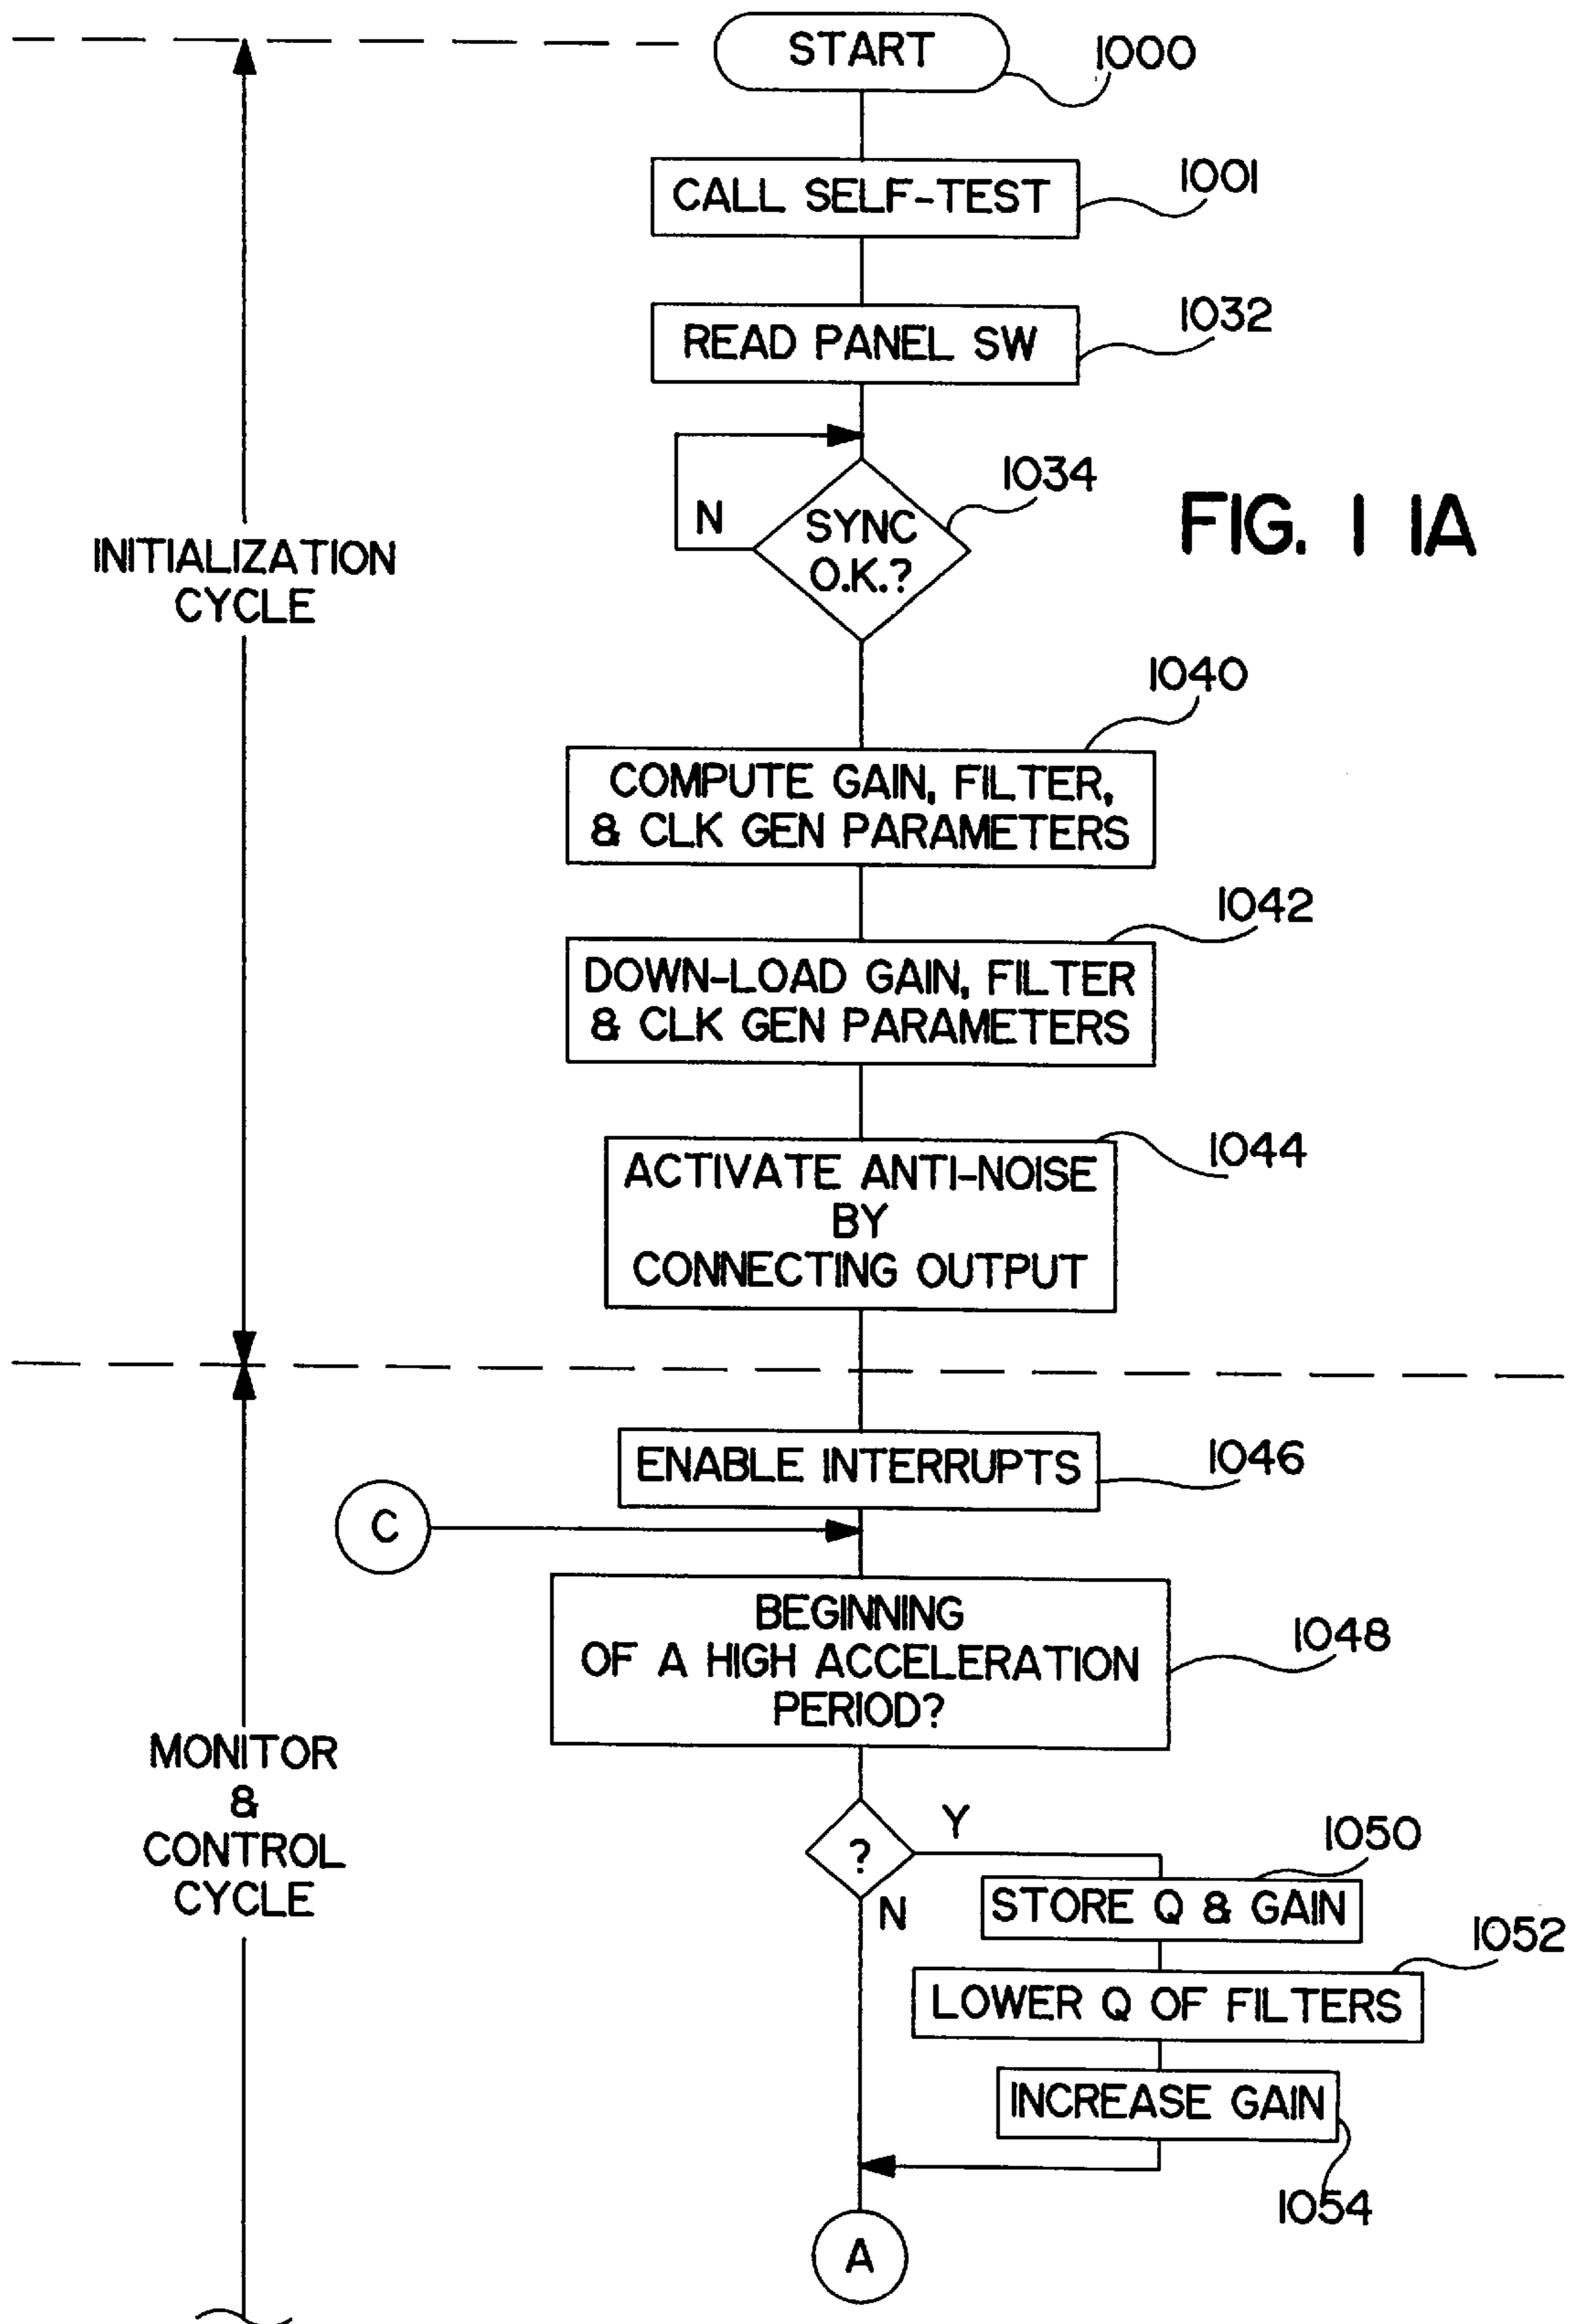 START
1000
CALL SELF-TEST
1001
READ PANEL SW
1032
N
SYNC
O.K.?
1034
FIG. 11A
INITIALIZATION
CYCLE
1040
COMPUTE GAIN, FILTER,
& CLK GEN PARAMETERS
1042
DOWN-LOAD GAIN, FILTER
& CLK GEN PARAMETERS
1044
ACTIVATE ANTI-NOISE
BY
CONNECTING OUTPUT
ENABLE INTERRUPTS
1046
C
BEGINNING
OF A HIGH ACCELERATION
PERIOD?
1048
MONITOR
&
CONTROL
CYCLE
?
Y
N
1050
STORE Q & GAIN
1052
LOWER Q OF FILTERS
INCREASE GAIN
1054
A